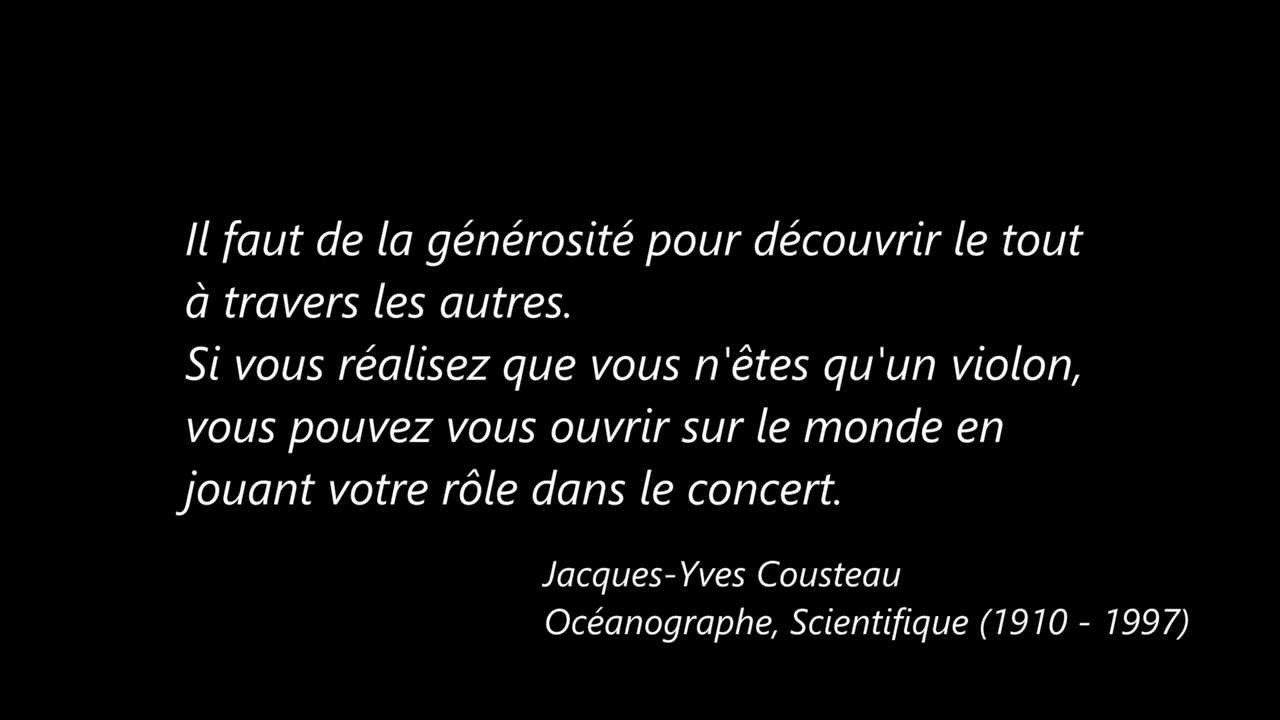 Il faut de la générosité pour découvrir le tout
à travers les autres.
Si vous réalisez que vous n'êtes qu'un violon,
vous pouvez vous ouvrir sur le monde en
jouant votre rôle dans le concert.
Jacques-Yves Cousteau
Océanographe, Scientifique (1910 - 1997)